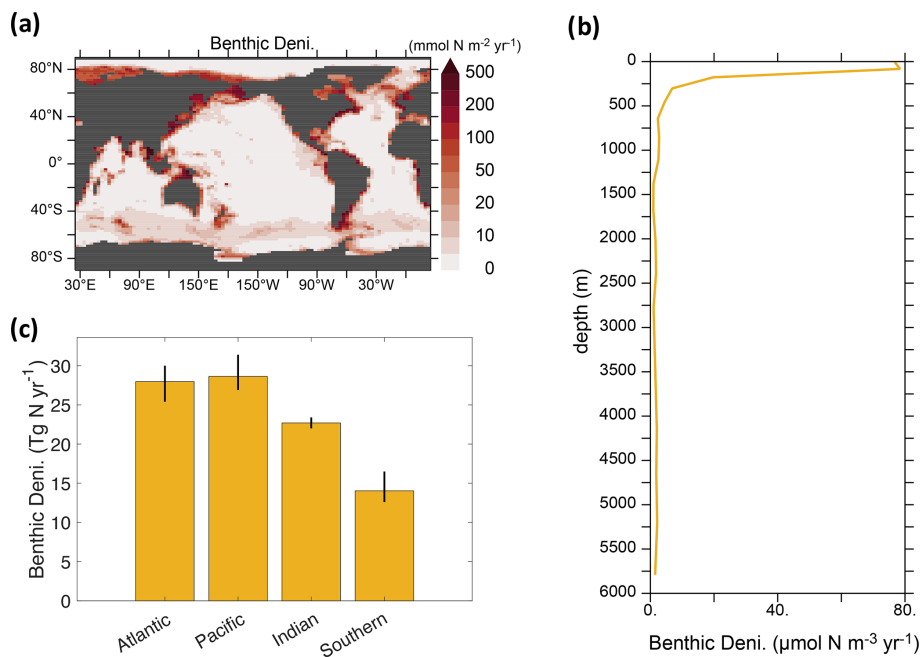 (a)
Benthic Deni.
(mmol N m⁻² yr⁻¹)
80°N
40°N
0°
40°S
80°S
30°E 90°E 150°E 150°W 90°W 30°W
500
200
100
50
20
10
0
(b)
0
500
1000
1500
2000
2500
3000
3500
4000
4500
5000
5500
6000
depth (m)
0. 40. 80.
Benthic Deni. (µmol N m⁻³ yr⁻¹)
(c)
Benthic Deni. (Tg N yr⁻¹)
30
25
20
15
10
5
0
Atlantic Pacific Indian Southern